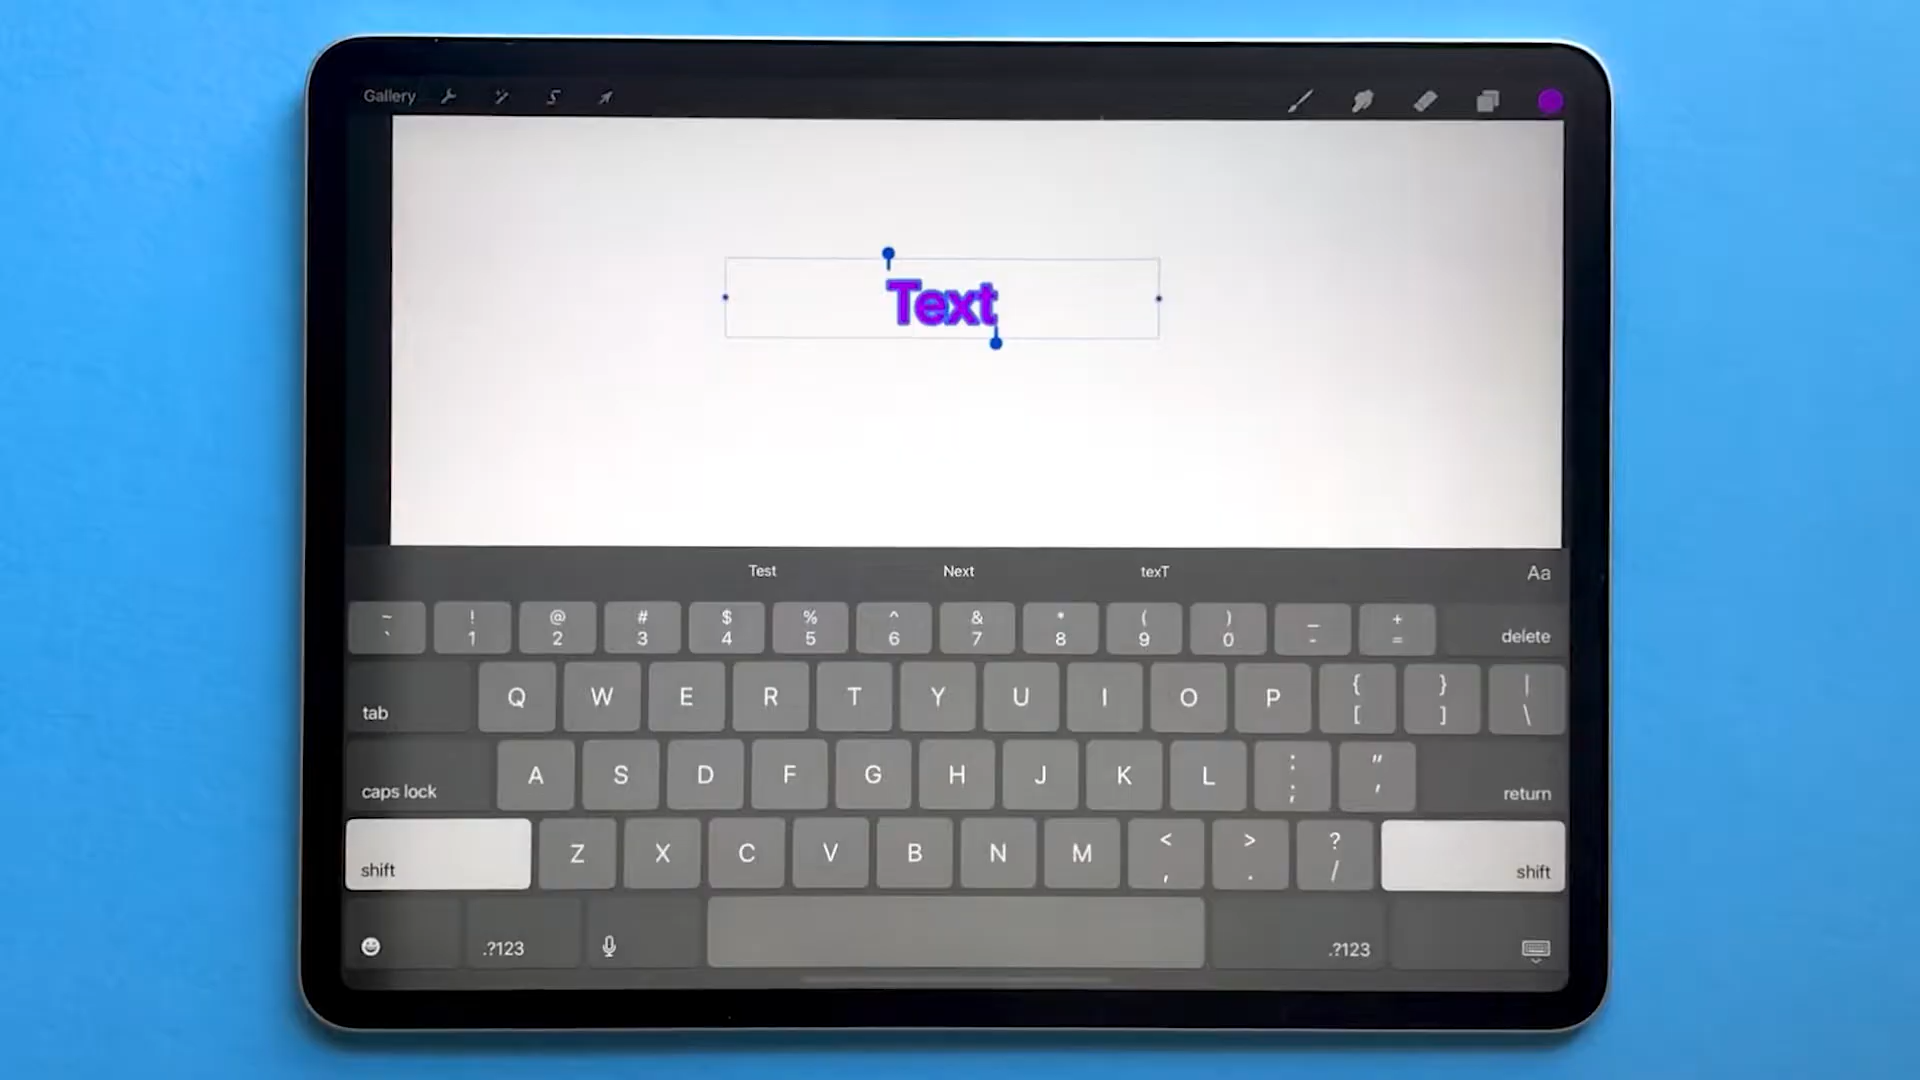 Gallery
Text
Test Next texT Aa
~ ! @ # $ % ^ & * ( ) _ +
` 1 2 3 4 5 6 7 8 9 0 - = delete
tab Q W E R T Y U I O P { [ } ] | \
caps lock A S D F G H J K L : ; " ' return
shift Z X C V B N M < , > . ? / shift
.?123 .?123